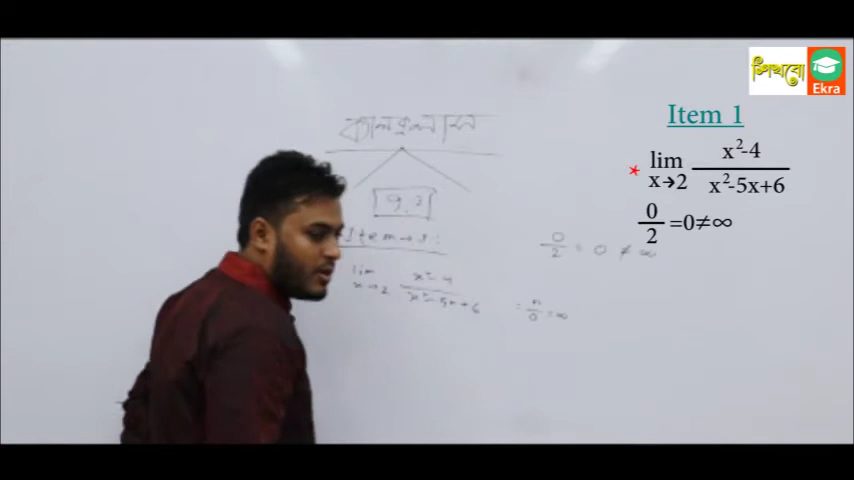 শিখবো
Ekra
Item 1
* lim x→2 x²-4 / x²-5x+6
0/2 =0≠∞
ক্যালকুলাস
9.2
Item-1:
lim x→2 x²-4 / x²-5x+6 = n/0 = ∞
0/2 = 0 ≠ ∞